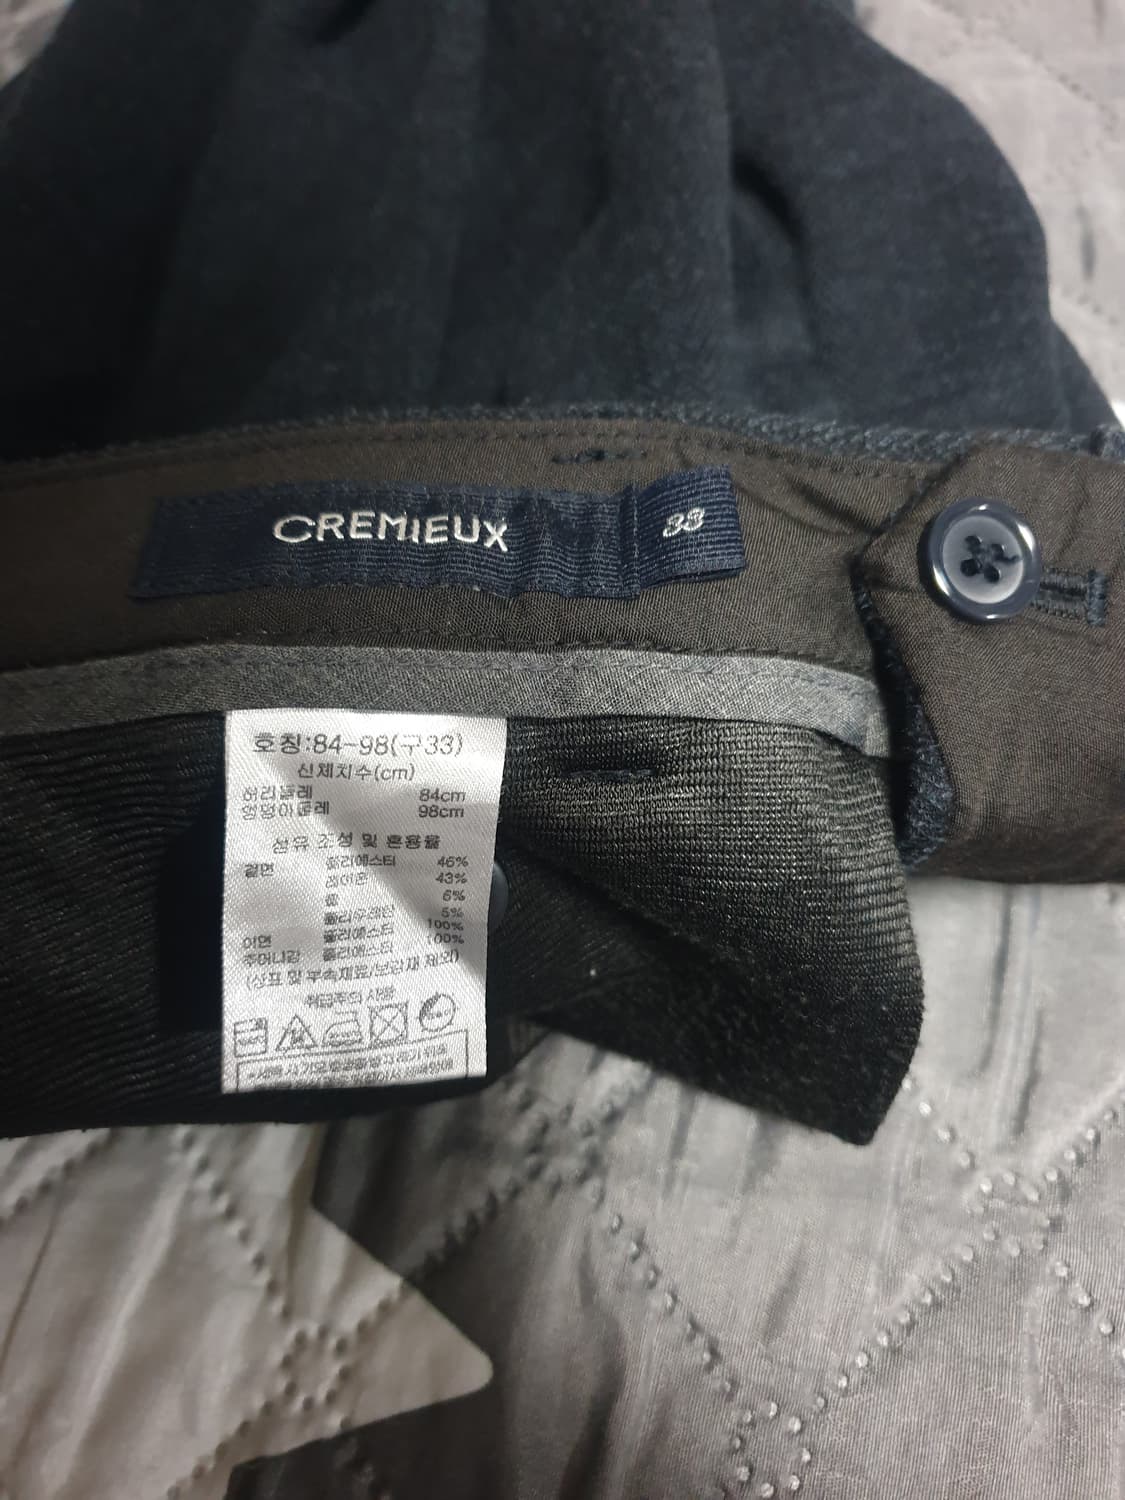 CREMIEUX 33
호칭:84-98(구33)
신체치수(cm)
허리둘레 84cm
엉덩이둘레 98cm
섬유 조성 및 혼용율
겉면 폴리에스터 46%
레이온 43%
울 6%
폴리우레탄 5%
이면 폴리에스터 100%
주머니감 폴리에스터 100%
(상표 및 부속재료/보강재 제외)
취급주의 사항